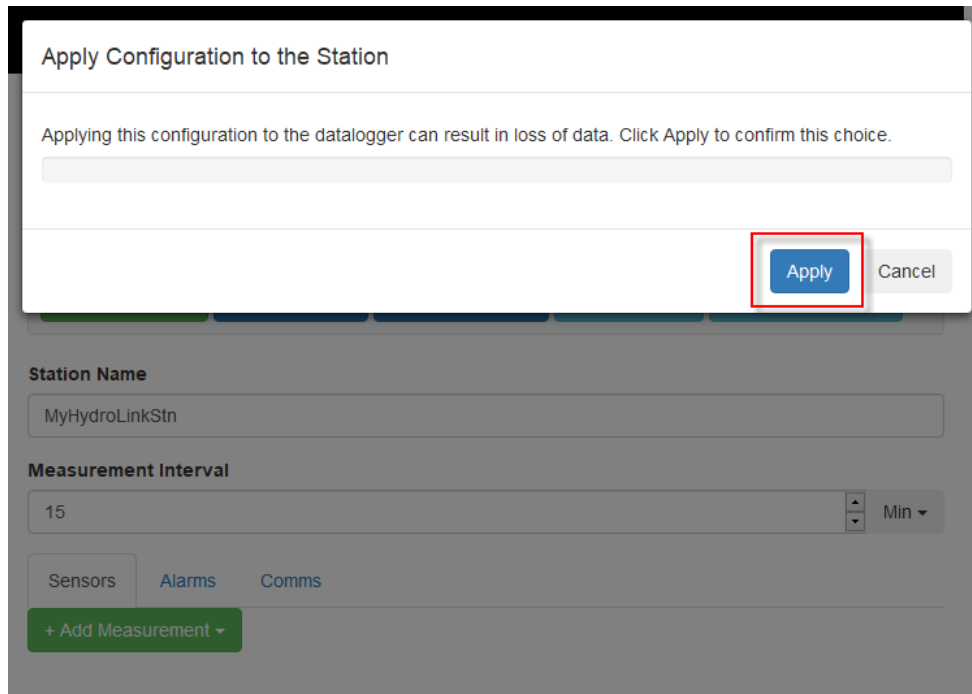 Apply Configuration to the Station
Applying this configuration to the datalogger can result in loss of data. Click Apply to confirm this choice.
Apply Cancel
Station Name
MyHydroLinkStn
Measurement Interval
15 Min
Sensors Alarms Comms
+ Add Measurement